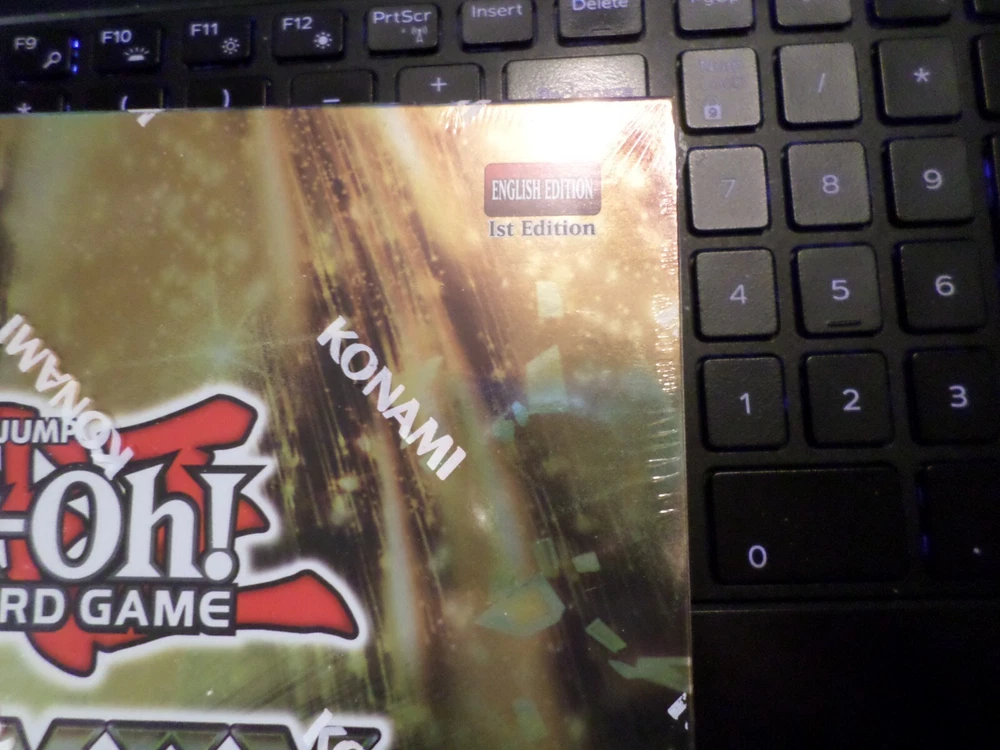 F9 F10 F11 F12 PrtScr Insert Delete
* ( ) - +
/ *
ENGLISH EDITION
1st Edition
7 8 9
4 5 6
KONAMI
KONAMI
1 2 3
JUMP
-Oh!
RD GAME
0 .
KO